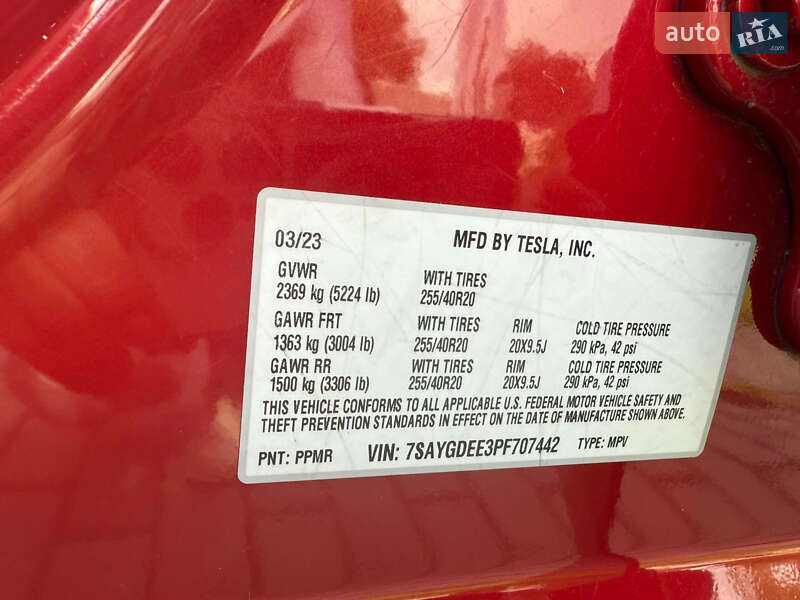 auto RIA .com
03/23 MFD BY TESLA, INC.
GVWR WITH TIRES
2369 kg (5224 lb) 255/40R20
GAWR FRT WITH TIRES RIM COLD TIRE PRESSURE
1363 kg (3004 lb) 255/40R20 20X9.5J 290 kPa, 42 psi
GAWR RR WITH TIRES RIM COLD TIRE PRESSURE
1500 kg (3306 lb) 255/40R20 20X9.5J 290 kPa, 42 psi
THIS VEHICLE CONFORMS TO ALL APPLICABLE U.S. FEDERAL MOTOR VEHICLE SAFETY AND
THEFT PREVENTION STANDARDS IN EFFECT ON THE DATE OF MANUFACTURE SHOWN ABOVE.
PNT: PPMR VIN: 7SAYGDEE3PF707442 TYPE: MPV